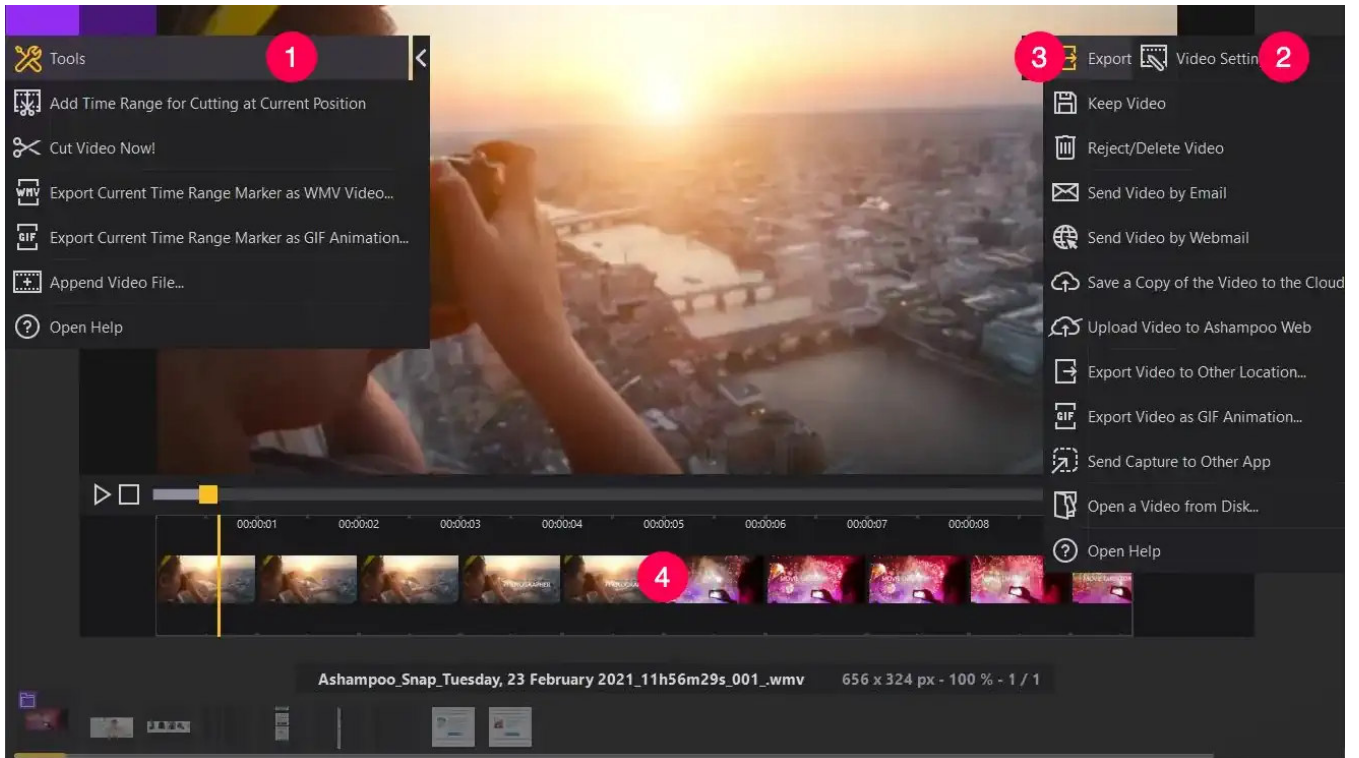 Tools
1
Add Time Range for Cutting at Current Position
Cut Video Now!
WMV
Export Current Time Range Marker as WMV Video...
GIF
Export Current Time Range Marker as GIF Animation...
Append Video File...
? Open Help
3
Export
Video Settin
2
Keep Video
Reject/Delete Video
Send Video by Email
Send Video by Webmail
Save a Copy of the Video to the Cloud
Upload Video to Ashampoo Web
Export Video to Other Location...
GIF
Export Video as GIF Animation...
Send Capture to Other App
Open a Video from Disk...
? Open Help
00:00:01 00:00:02 00:00:03 00:00:04 00:00:05 00:00:06 00:00:07 00:00:08
4
Ashampoo_Snap_Tuesday, 23 February 2021_11h56m29s_001_.wmv 656 x 324 px - 100 % - 1 / 1